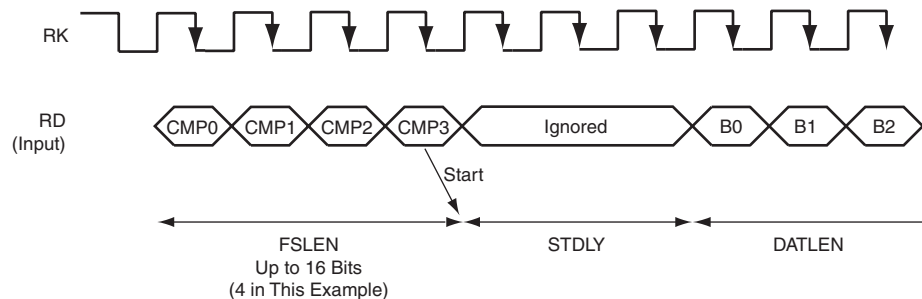 RK
RD
(Input)
CMP0 CMP1 CMP2 CMP3 Ignored B0 B1 B2
Start
FSLEN STDLY DATLEN
Up to 16 Bits
(4 in This Example)